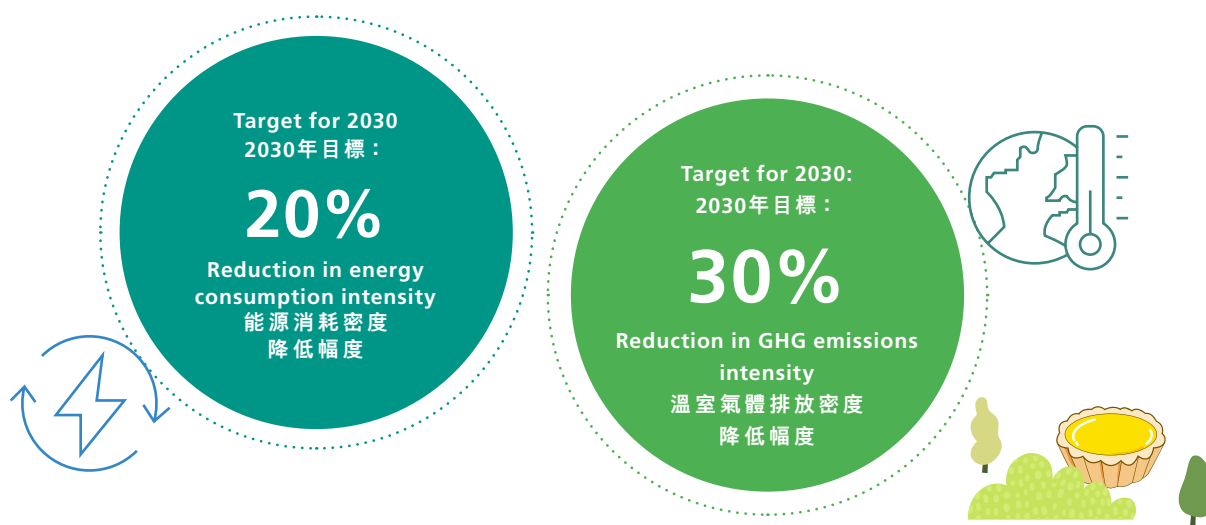 Target for 2030
2030年目標：
20%
Reduction in energy
consumption intensity
能源消耗密度
降低幅度
Target for 2030:
2030年目標：
30%
Reduction in GHG emissions
intensity
溫室氣體排放密度
降低幅度